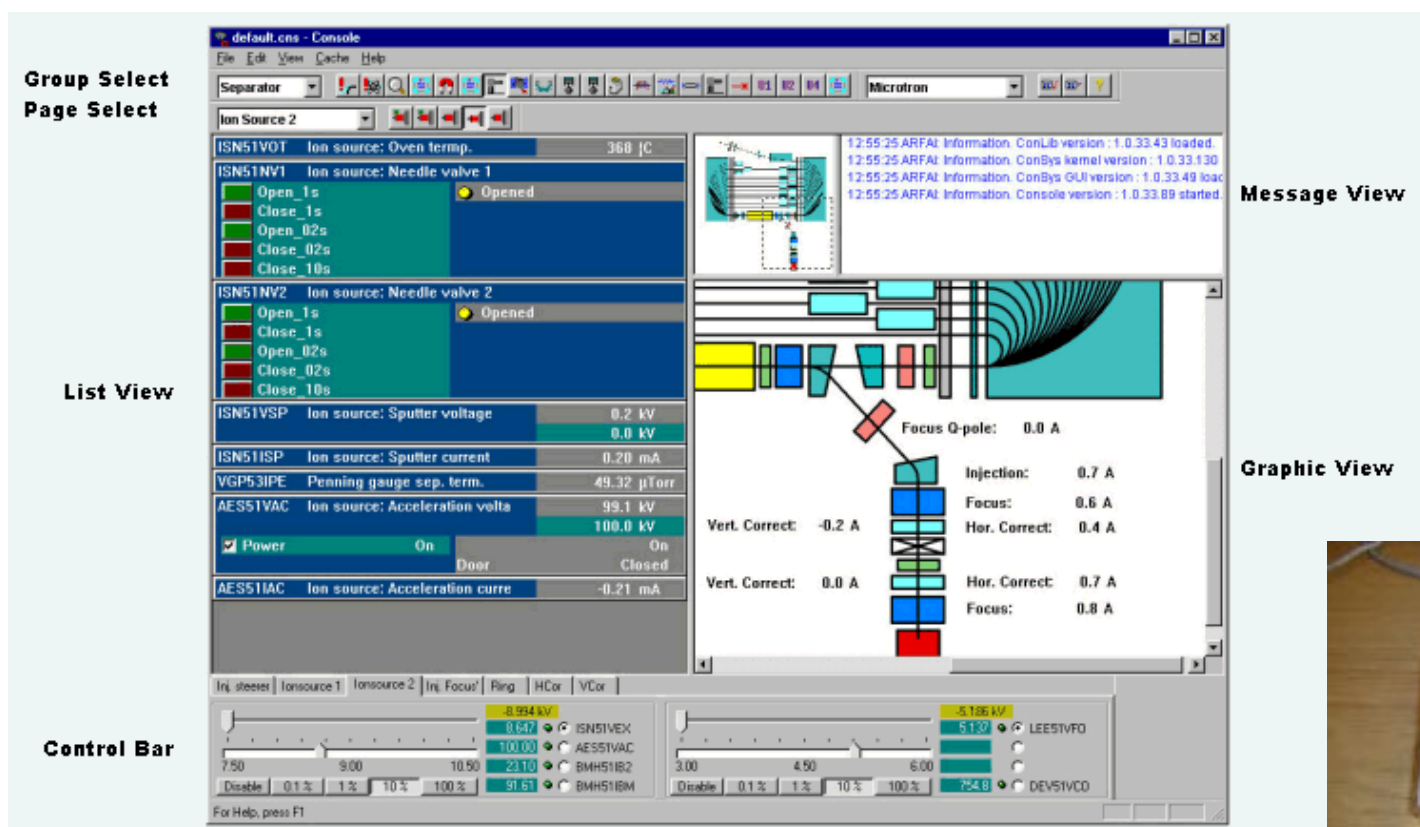 Group Select
Page Select
default.cns - Console
File Edit View Cache Help
Separator
Microtron
Ion Source 2
ISN51VOT Ion source: Oven termp. 368 |C
ISN51NV1 Ion source: Needle valve 1
Open_1s Opened
Close_1s
Open_02s
Close_02s
Close_10s
ISN51NV2 Ion source: Needle valve 2
Open_1s Opened
Close_1s
Open_02s
Close_02s
Close_10s
ISN51VSP Ion source: Sputter voltage 0.2 kV
0.0 kV
ISN51ISP Ion source: Sputter current 0.20 mA
VGP53IPE Penning gauge sep. term. 49.32 µTorr
AES51VAC Ion source: Acceleration volta 99.1 kV
100.0 kV
Power On On
Door Closed
AES51IAC Ion source: Acceleration curre -0.21 mA
12:55:25 ARFAI: Information. ConLib version : 1.0.33.43 loaded.
12:55:25 ARFAI: Information. ConSys kernel version : 1.0.33.130
12:55:25 ARFAI: Information. ConSys GUI version : 1.0.33.49 load
12:55:25 ARFAI: Information. Console version : 1.0.33.89 started.
Message View
List View
Focus Q-pole: 0.0 A
Injection: 0.7 A
Focus: 0.6 A
Vert. Correct: -0.2 A
Hor. Correct: 0.4 A
Vert. Correct: 0.0 A
Hor. Correct: 0.7 A
Focus: 0.8 A
Graphic View
Inj. steerer Ionsource 1 Ionsource 2 Inj. Focus' Ring HCor VCor
Control Bar
-8.994 kV
8.647 ISN51VEX
100.00 AES51VAC
7.50 9.00 10.50 23.10 BMH51IB2
Disable 0.1 % 1 % 10 % 100 % 91.61 BMH51IBM
-5.186 kV
5.137 LEE51VFO
3.00 4.50 6.00
Disable 0.1 % 1 % 10 % 100 % 754.8 DEV51VCO
For Help, press F1